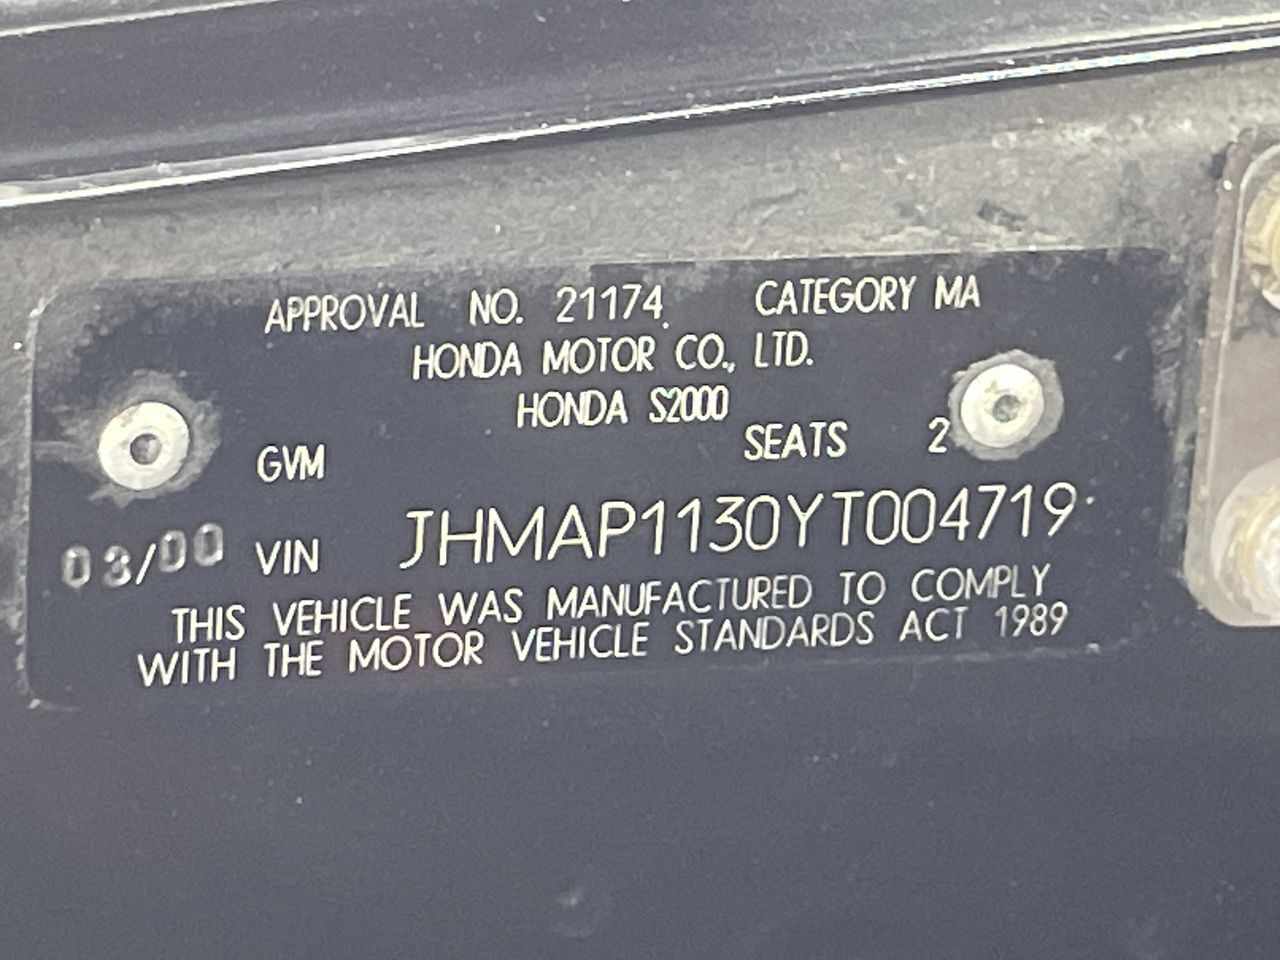 APPROVAL NO. 21174 CATEGORY MA
HONDA MOTOR CO., LTD.
HONDA S2000
GVM SEATS 2
03/00 VIN JHMAP1130YT004719
THIS VEHICLE WAS MANUFACTURED TO COMPLY
WITH THE MOTOR VEHICLE STANDARDS ACT 1989